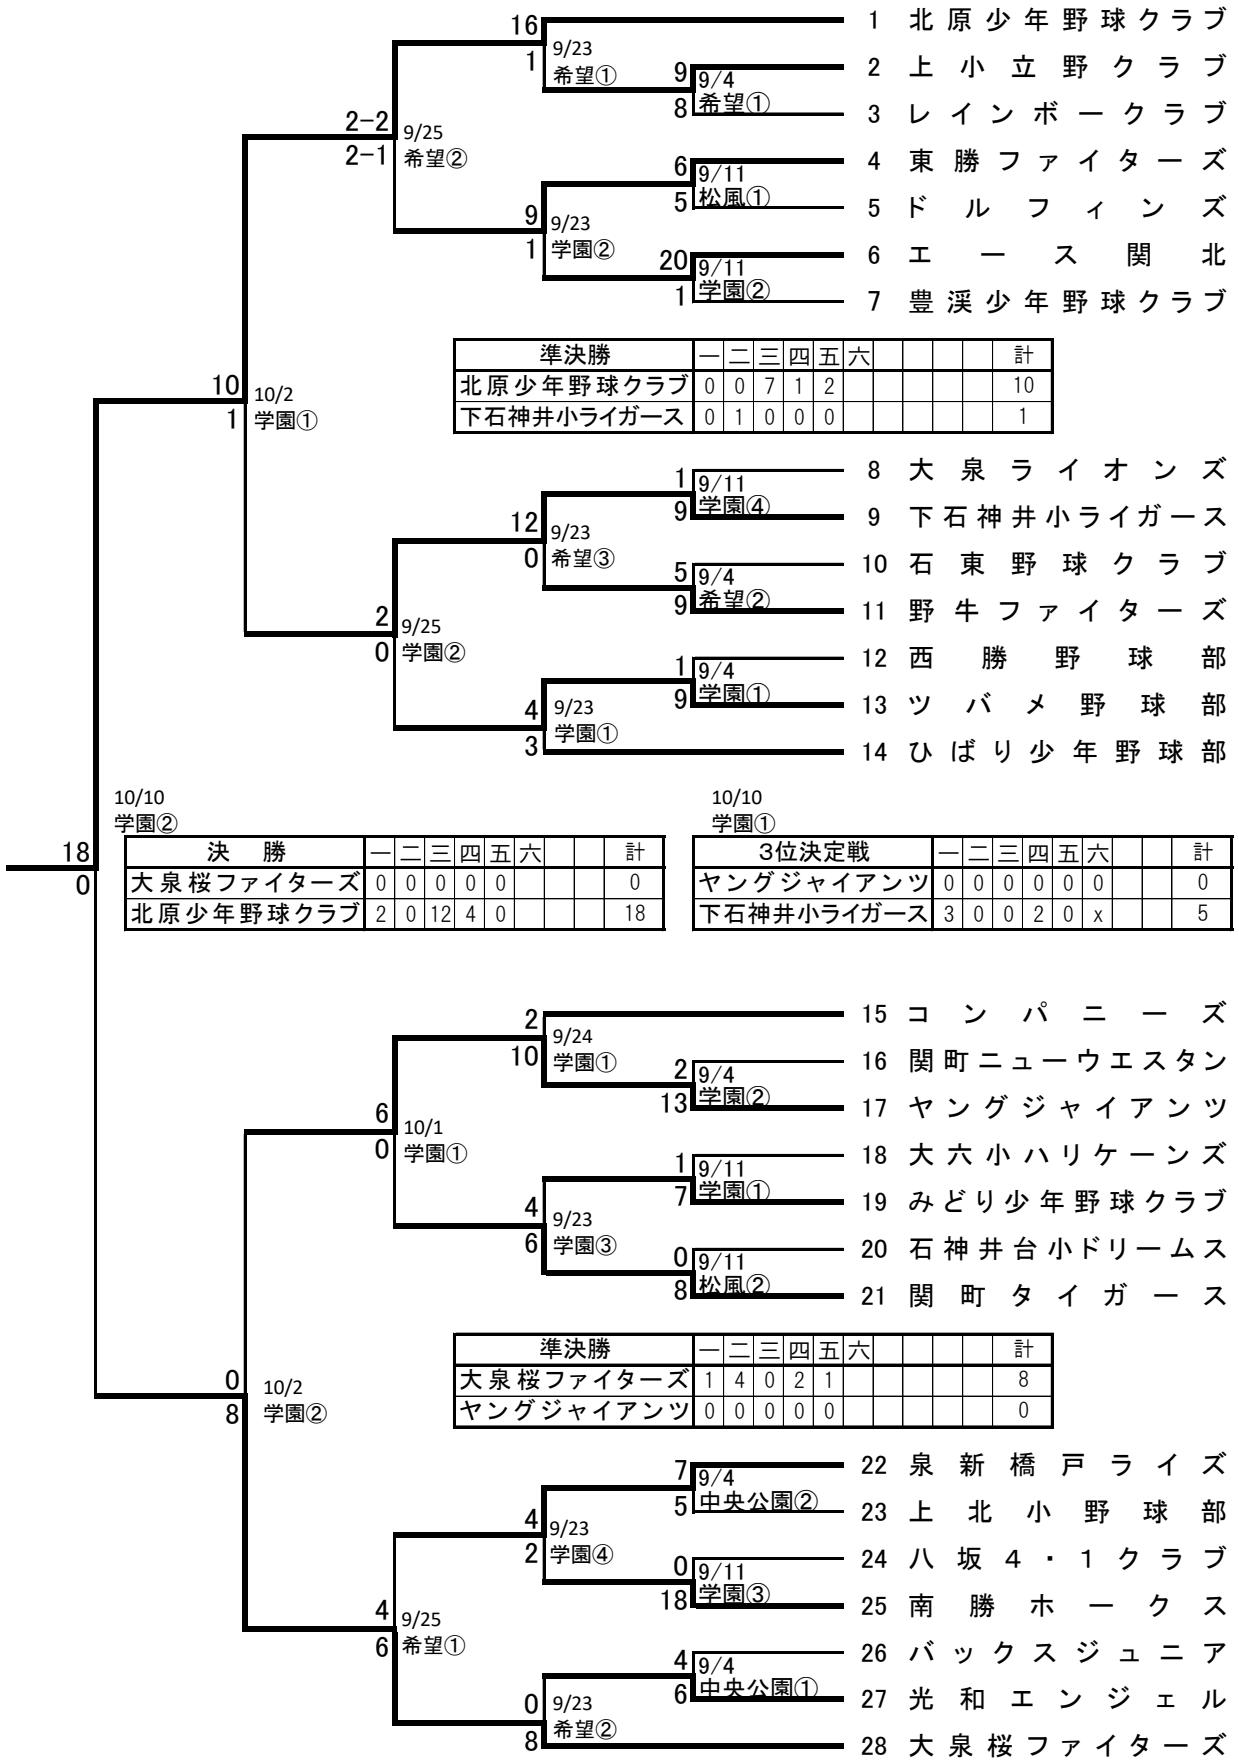 16
1 北原少年野球クラブ
9/23
希望①
1
9
2 上小立野クラブ
9/4
希望①
8
3 レインボークラブ
2-2
9/25
希望②
2-1
6
4 東勝ファイターズ
9/11
松風①
5
5 ドルフィンズ
9
9/23
学園②
1
20
6 エース関北
9/11
学園②
1
7 豊渓少年野球クラブ
準決勝 一 二 三 四 五 六 計
北原少年野球クラブ 0 0 7 1 2 10
下石神井小ライガース 0 1 0 0 0 1
10
10/2
学園①
1
1
8 大泉ライオンズ
9/11
学園④
9
9 下石神井小ライガース
12
9/23
希望③
0
5
10 石東野球クラブ
9/4
希望②
9
11 野牛ファイターズ
2
9/25
学園②
0
1
12 西勝野球部
9/4
学園①
9
13 ツバメ野球部
4
9/23
学園①
3
14 ひばり少年野球部
10/10
学園②
18
0
決勝 一 二 三 四 五 六 計
大泉桜ファイターズ 0 0 0 0 0 0
北原少年野球クラブ 2 0 12 4 0 18
10/10
学園①
3位決定戦 一 二 三 四 五 六 計
ヤングジャイアンツ 0 0 0 0 0 0 0
下石神井小ライガース 3 0 0 2 0 x 5
2
15 コンパニーズ
9/24
学園①
10
2
16 関町ニューウエスタン
9/4
学園②
13
17 ヤングジャイアンツ
6
10/1
学園①
0
1
18 大六小ハリケーンズ
9/11
学園①
7
19 みどり少年野球クラブ
4
9/23
学園③
6
0
20 石神井台小ドリームス
9/11
松風②
8
21 関町タイガース
準決勝 一 二 三 四 五 六 計
大泉桜ファイターズ 1 4 0 2 1 8
ヤングジャイアンツ 0 0 0 0 0 0
0
10/2
学園②
8
7
22 泉新橋戸ライズ
9/4
中央公園②
5
23 上北小野球部
4
9/23
学園④
2
0
24 八坂4・1クラブ
9/11
学園③
18
25 南勝ホークス
4
9/25
希望①
6
4
26 バックスジュニア
9/4
中央公園①
6
27 光和エンジェル
0
9/23
希望②
8
28 大泉桜ファイターズ